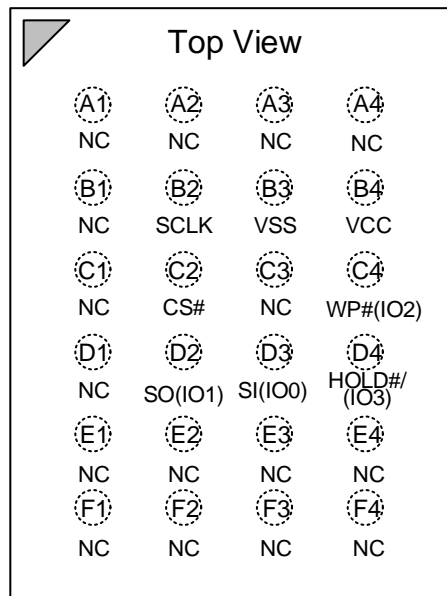 Top View
A1 A2 A3 A4
NC NC NC NC
B1 B2 B3 B4
NC SCLK VSS VCC
C1 C2 C3 C4
NC CS# NC WP#(IO2)
D1 D2 D3 D4
NC SO(IO1) SI(IO0) HOLD#/
(IO3)
E1 E2 E3 E4
NC NC NC NC
F1 F2 F3 F4
NC NC NC NC